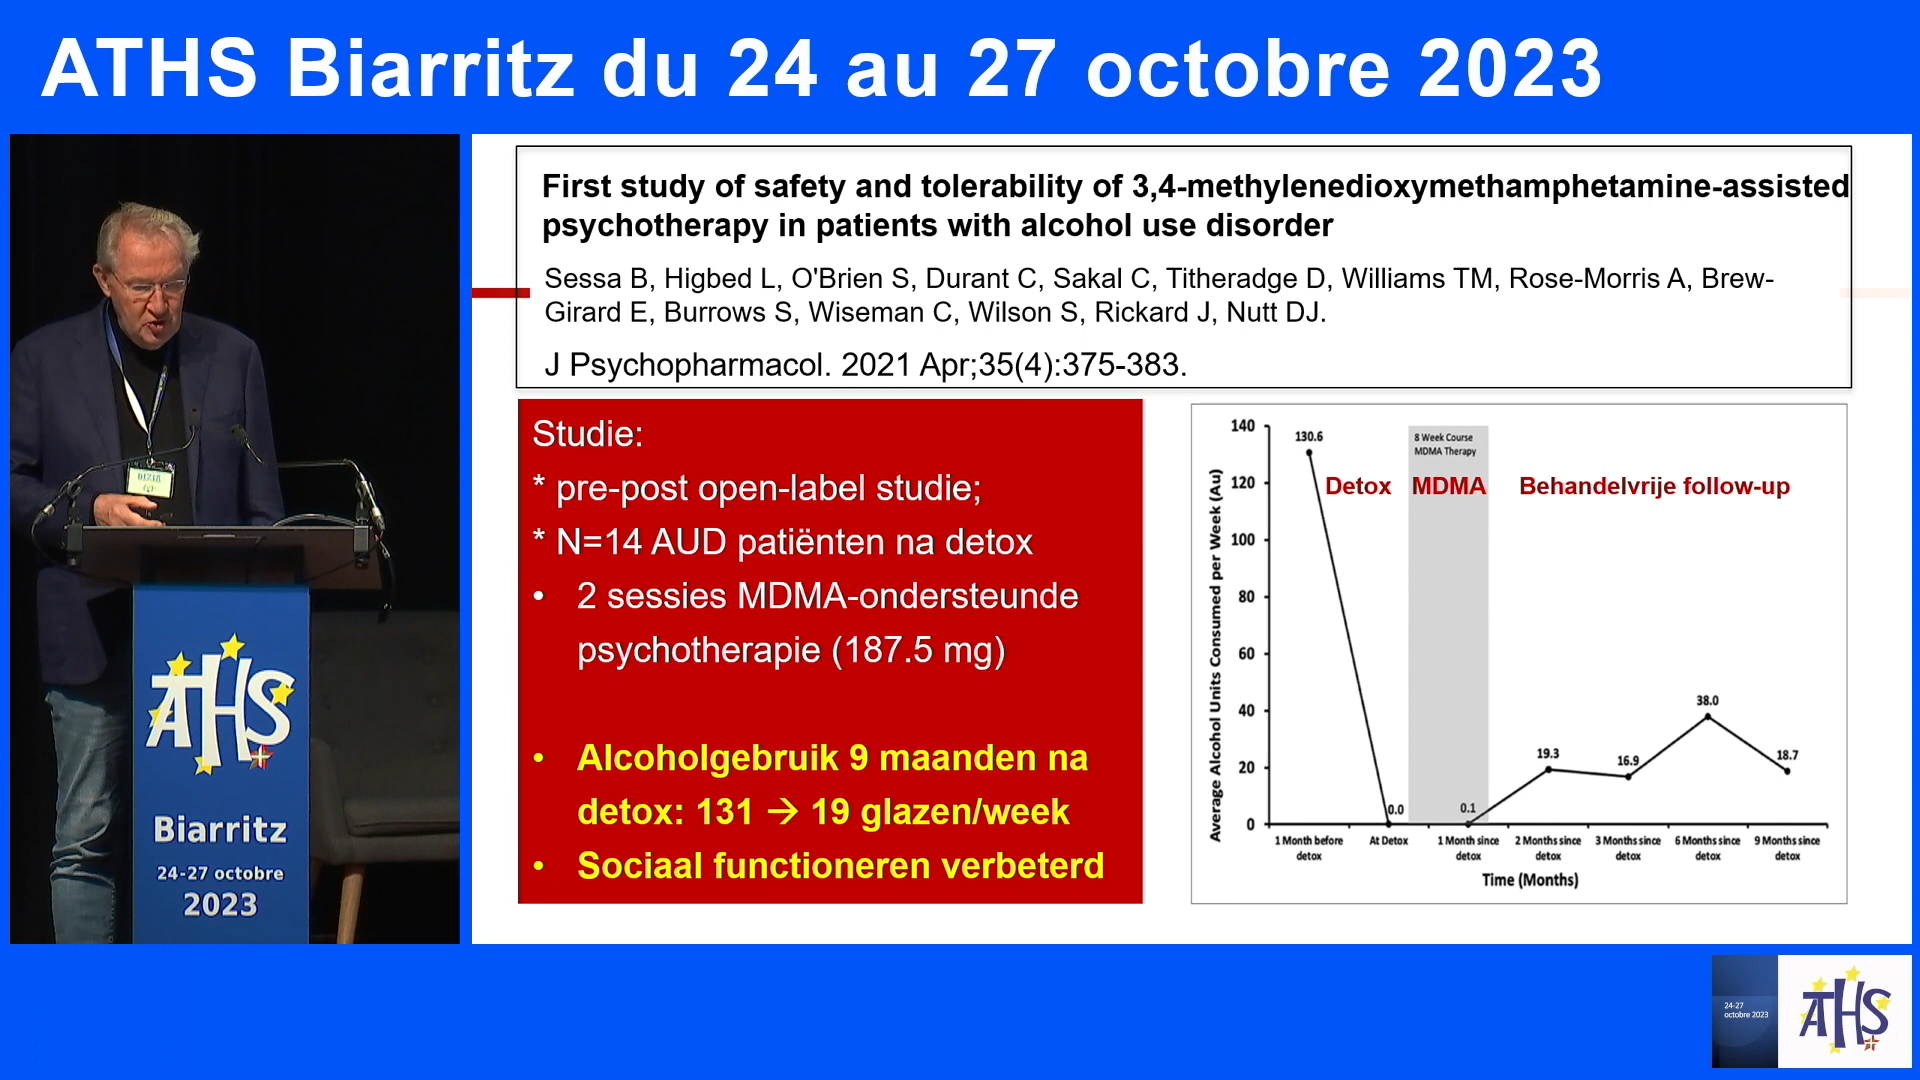 ATHS Biarritz du 24 au 27 octobre 2023
First study of safety and tolerability of 3,4-methylenedioxymethamphetamine-assisted
psychotherapy in patients with alcohol use disorder
Sessa B, Higbed L, O'Brien S, Durant C, Sakal C, Titheradge D, Williams TM, Rose-Morris A, Brew-
Girard E, Burrows S, Wiseman C, Wilson S, Rickard J, Nutt DJ.
J Psychopharmacol. 2021 Apr;35(4):375-383.
Studie:
* pre-post open-label studie;
* N=14 AUD patiënten na detox
• 2 sessies MDMA-ondersteunde
psychotherapie (187.5 mg)
• Alcoholgebruik 9 maanden na
detox: 131 → 19 glazen/week
• Sociaal functioneren verbeterd
Average Alcohol Units Consumed per Week (Au)
140
120
100
80
60
40
20
0
130.6
8 Week Course
MDMA Therapy
Detox MDMA Behandelvrije follow-up
0.0
0.1
19.3
16.9
38.0
18.7
1 Month before
detox
At Detox
1 Month since
detox
2 Months since
detox
3 Months since
detox
6 Months since
detox
9 Months since
detox
Time (Months)
ATHS
Biarritz
24-27 octobre
2023
24-27
octobre 2023
ATHS